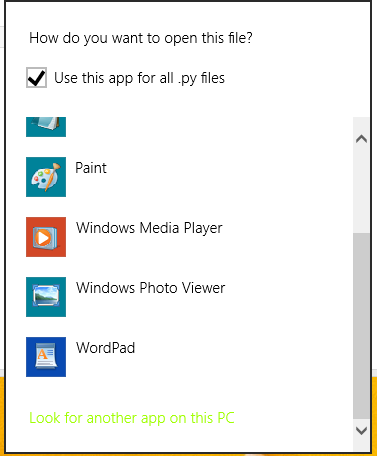 How do you want to open this file?
Use this app for all .py files
Paint
Windows Media Player
Windows Photo Viewer
WordPad
Look for another app on this PC